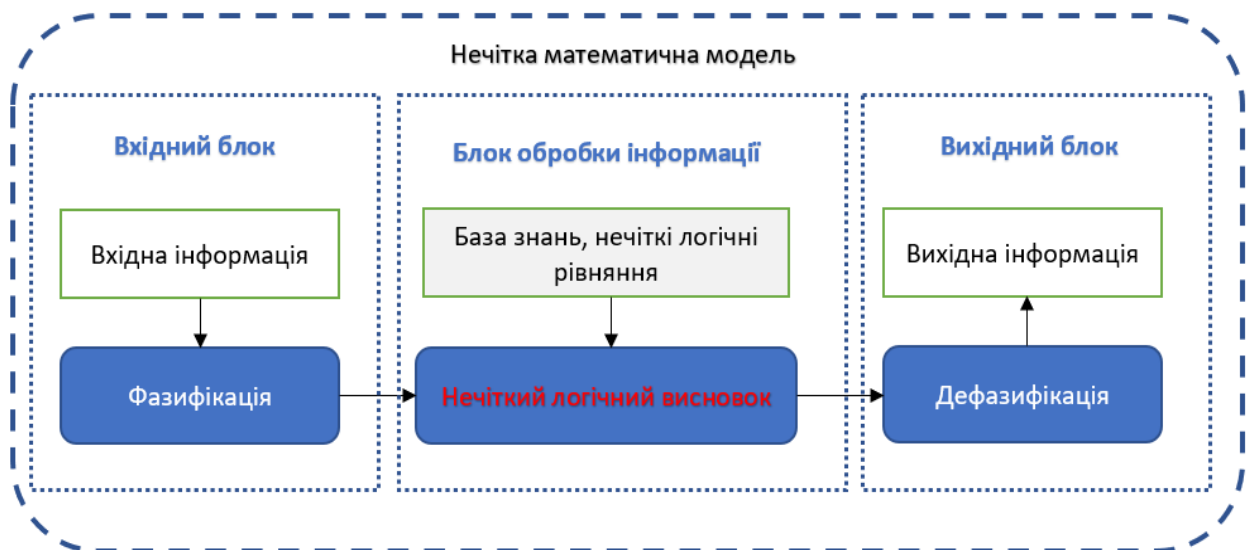 Нечітка математична модель
Вхідний блок
Вхідна інформація
Фазифікація
Блок обробки інформації
База знань, нечіткі логічні
рівняння
Нечіткий логічний висновок
Вихідний блок
Вихідна інформація
Дефазифікація